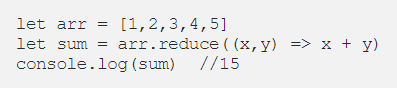 let arr = [1,2,3,4,5]
let sum = arr.reduce((x,y) => x + y)
console.log(sum)  //15